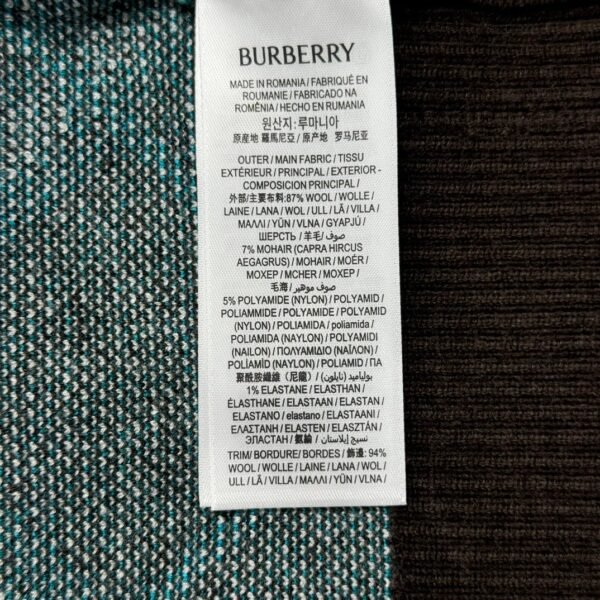 BURBERRY
MADE IN ROMANIA / FABRIQUÉ EN
ROUMANIE / FABRICADO NA
ROMÊNIA / HECHO EN RUMANIA
원산지: 루마니아
原産地 羅馬尼亞 / 原产地 罗马尼亚
OUTER / MAIN FABRIC / TISSU
EXTÉRIEUR / PRINCIPAL / EXTERIOR -
COMPOSICION PRINCIPAL /
外部/主要布料:87% WOOL / WOLLE /
LAINE / LANA / WOL / ULL / LÃ / VILLA /
ΜΑΛΛΙ / YÜN / VLNA / GYAPJÚ /
ШЕРСТЬ / 羊毛/ صوف /
7% MOHAIR (CAPRA HIRCUS
AEGAGRUS) / MOHAIR / MOÉR /
ΜΟΧΕΡ / MCHER / МОХЕР /
毛海 / صوف موهير /
5% POLYAMIDE (NYLON) / POLYAMID /
POLIAMMIDE / POLYAMIDE / POLYAMID
(NYLON) / POLIAMIDA / poliamida /
POLIAMIDA (NAYLON) / POLYAMIDI
(NAILON) / ΠΟΛΥΑΜΙΔΙΟ (ΝΑΪΛΟΝ) /
POLİAMİD (NAYLON) / POLIAMID / ПА
聚酰胺纖維 (尼龍) / بولياميد (نايلون) /
1% ELASTANE / ELASTHAN /
ÉLASTHANE / ELASTAAN / ELASTAN /
ELASTANO / elastano / ELASTAANI /
ΕΛΑΣΤΑΝΗ / ELASTEN / ELASZTÁN /
ЭЛАСТАН / 氨綸 / نسيج إيلاستان /
TRIM / BORDURE/ BORDES / 飾邊: 94%
WOOL / WOLLE / LAINE / LANA / WOL /
ULL / LÃ / VILLA / ΜΑΛΛΙ / YÜN / VLNA /